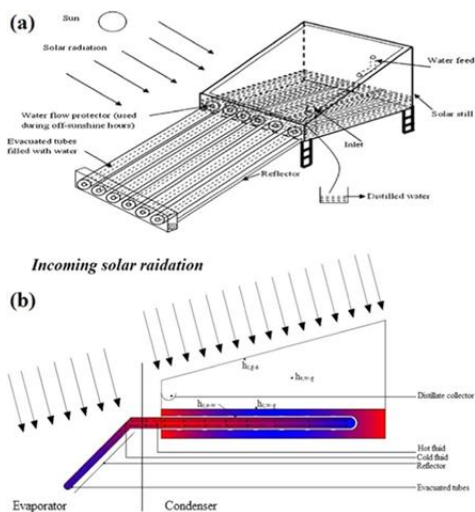 (a)
Sun
Solar radiation
Water flow protector (used
during off-sunshine hours)
Evacuated tubes
filled with water
Water feed
Solar still
Inlet
Reflector
Distilled water
Incoming solar raidation
(b)
Distillate collector
Hot fluid
Cold fluid
Reflector
Evacuated tubes
Evaporator
Condenser